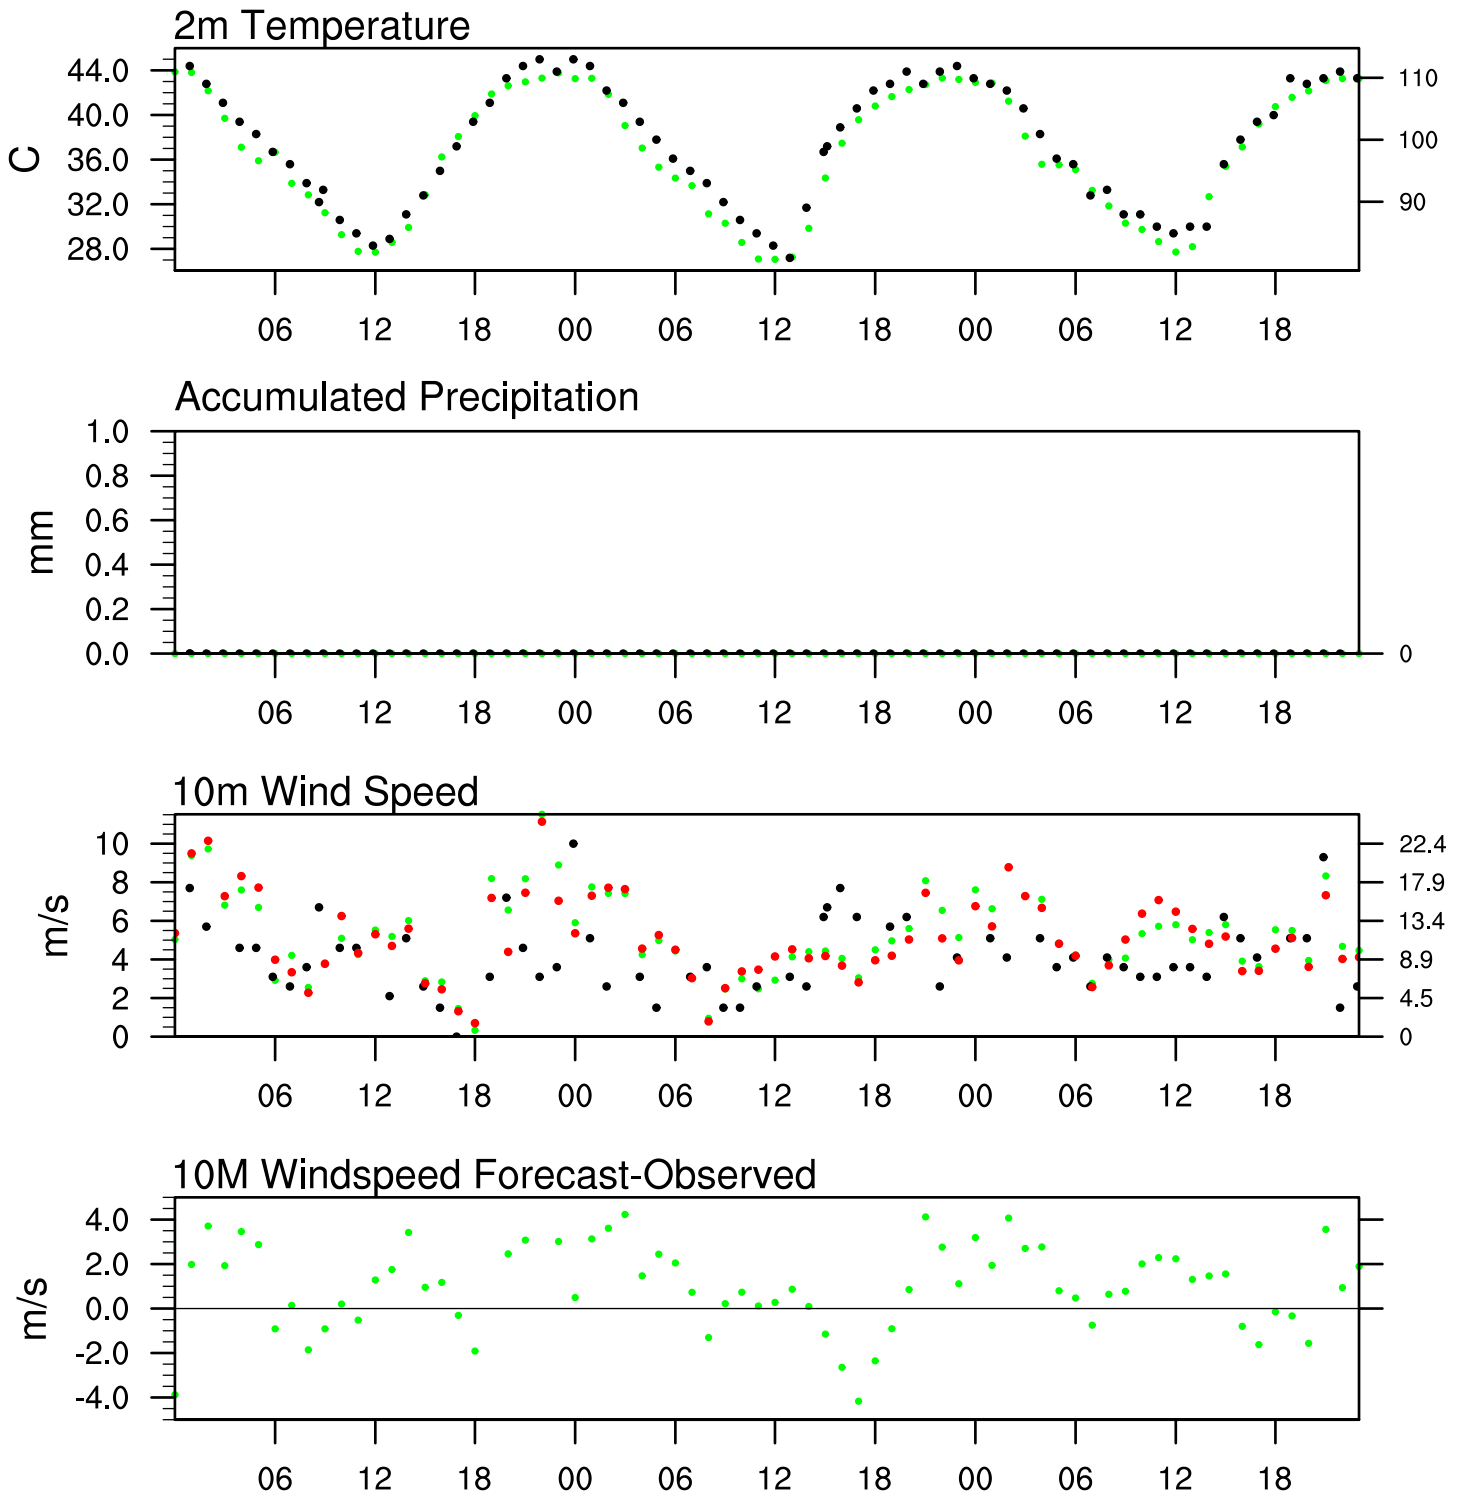 2m Temperature
44.0
40.0
36.0
32.0
28.0
C
110
100
90
06 12 18 00 06 12 18 00 06 12 18
Accumulated Precipitation
1.0
0.8
0.6
0.4
0.2
0.0
mm
0
06 12 18 00 06 12 18 00 06 12 18
10m Wind Speed
10
8
6
4
2
0
m/s
22.4
17.9
13.4
8.9
4.5
0
06 12 18 00 06 12 18 00 06 12 18
10M Windspeed Forecast-Observed
4.0
2.0
0.0
-2.0
-4.0
m/s
06 12 18 00 06 12 18 00 06 12 18